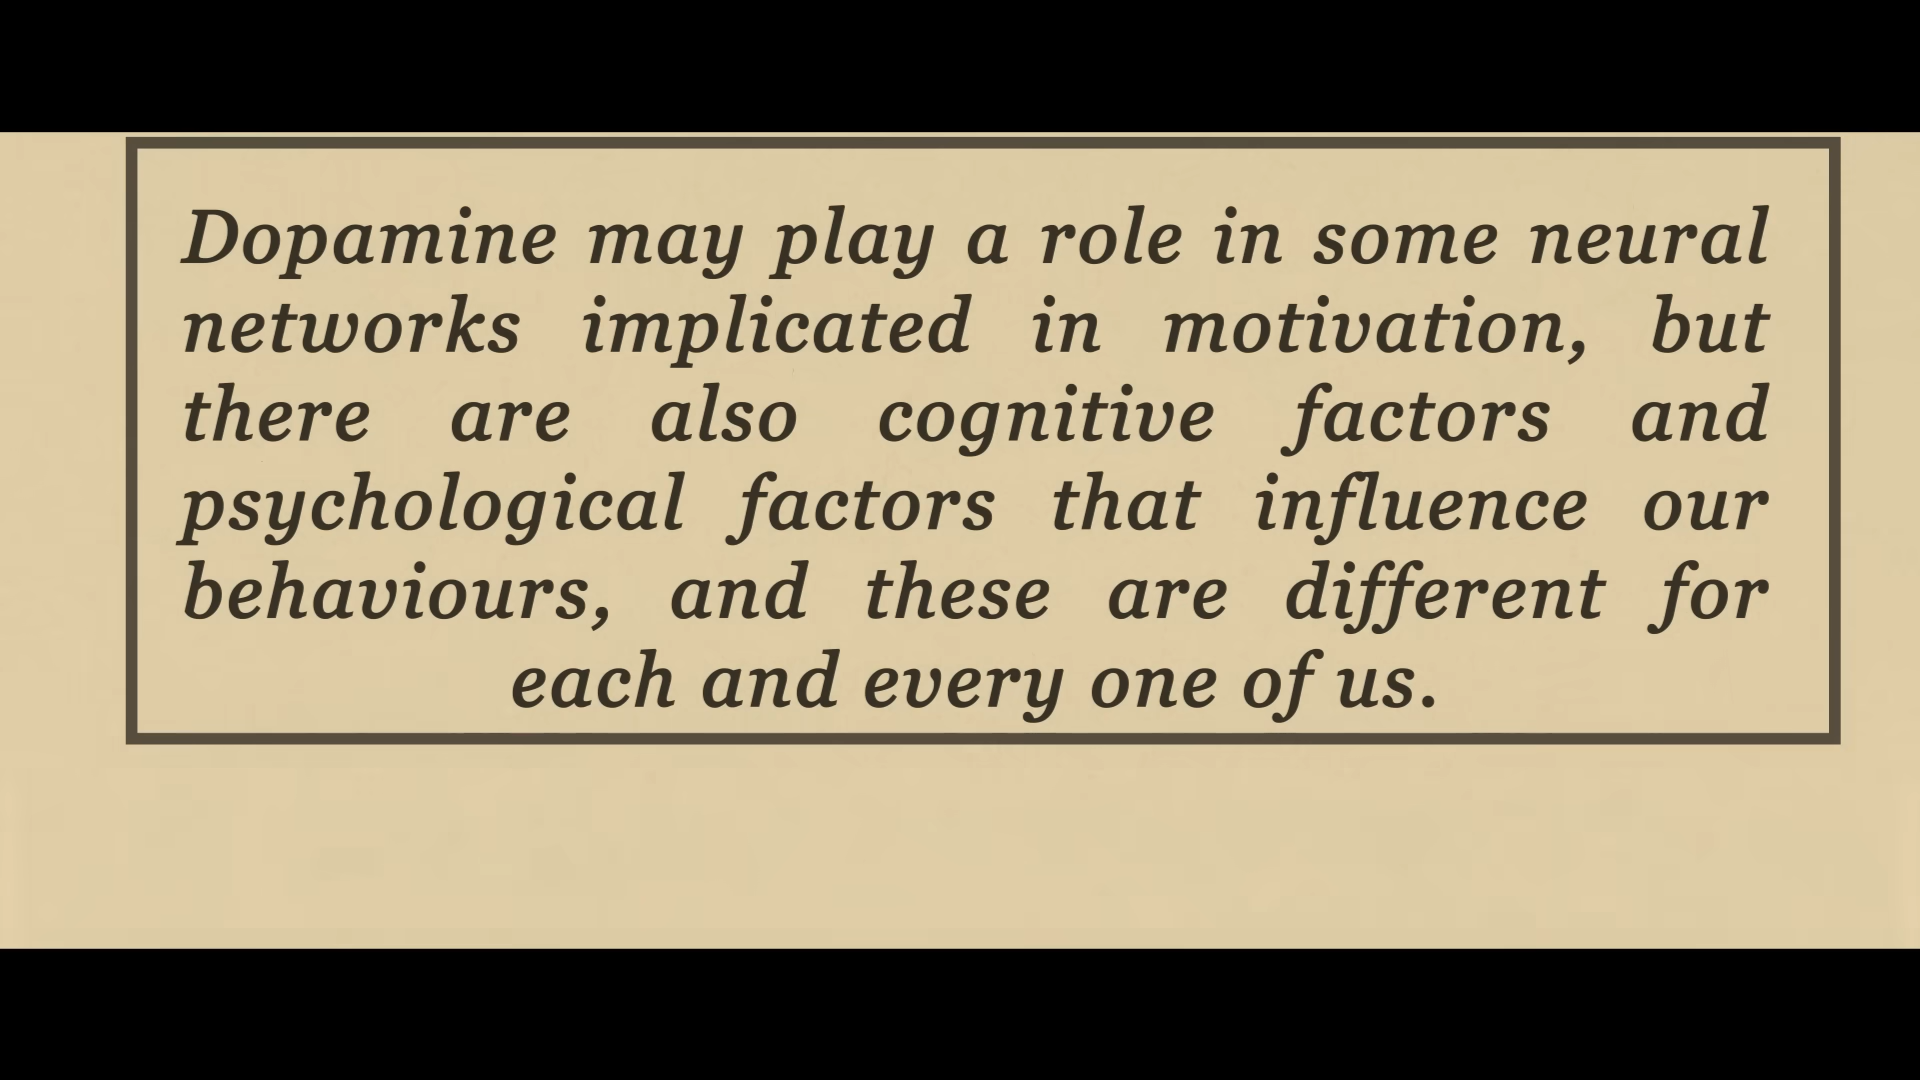 Dopamine may play a role in some neural
networks implicated in motivation, but
there are also cognitive factors and
psychological factors that influence our
behaviours, and these are different for
each and every one of us.